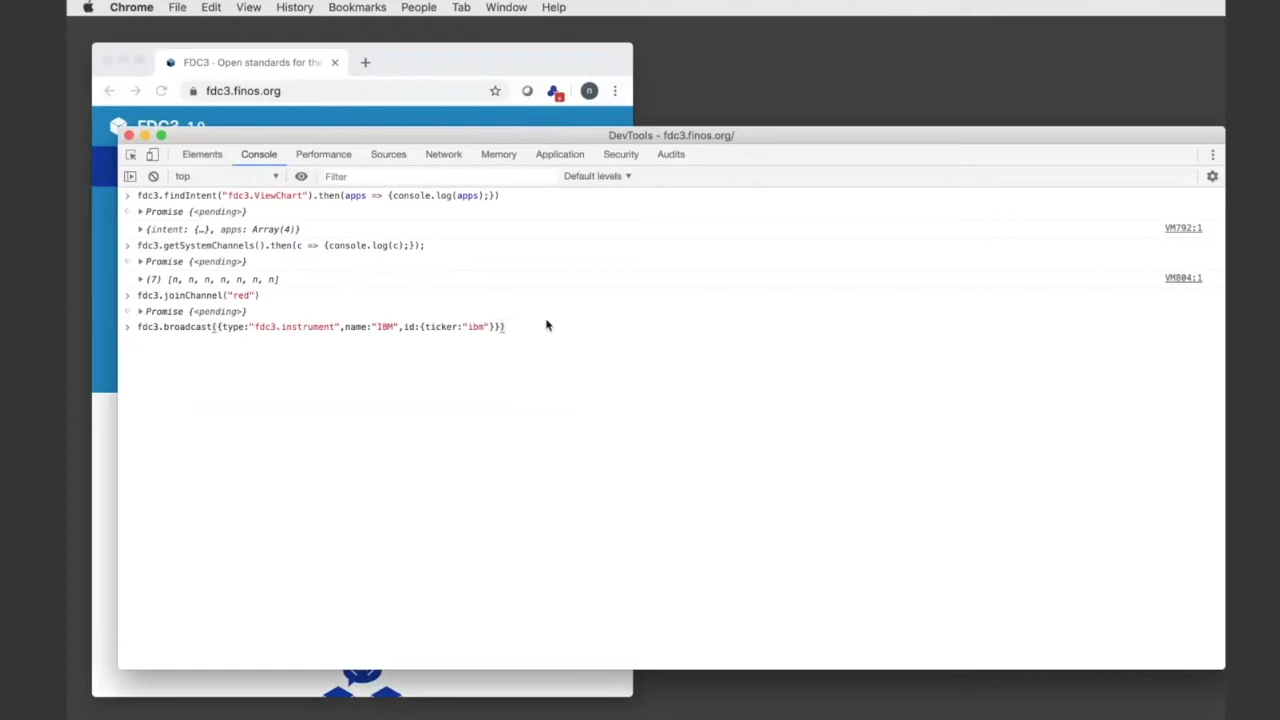 Chrome File Edit View History Bookmarks People Tab Window Help
FDC3 · Open standards for the
fdc3.finos.org
n
FDC3 1.0
DevTools - fdc3.finos.org/
Elements Console Performance Sources Network Memory Application Security Audits
top Filter Default levels
fdc3.findIntent("fdc3.ViewChart").then(apps => {console.log(apps);})
Promise {<pending>}
{intent: {…}, apps: Array(4)} VM792:1
fdc3.getSystemChannels().then(c => {console.log(c);});
Promise {<pending>}
(7) [n, n, n, n, n, n, n] VM804:1
fdc3.joinChannel("red")
Promise {<pending>}
fdc3.broadcast({type:"fdc3.instrument",name:"IBM",id:{ticker:"ibm"}})